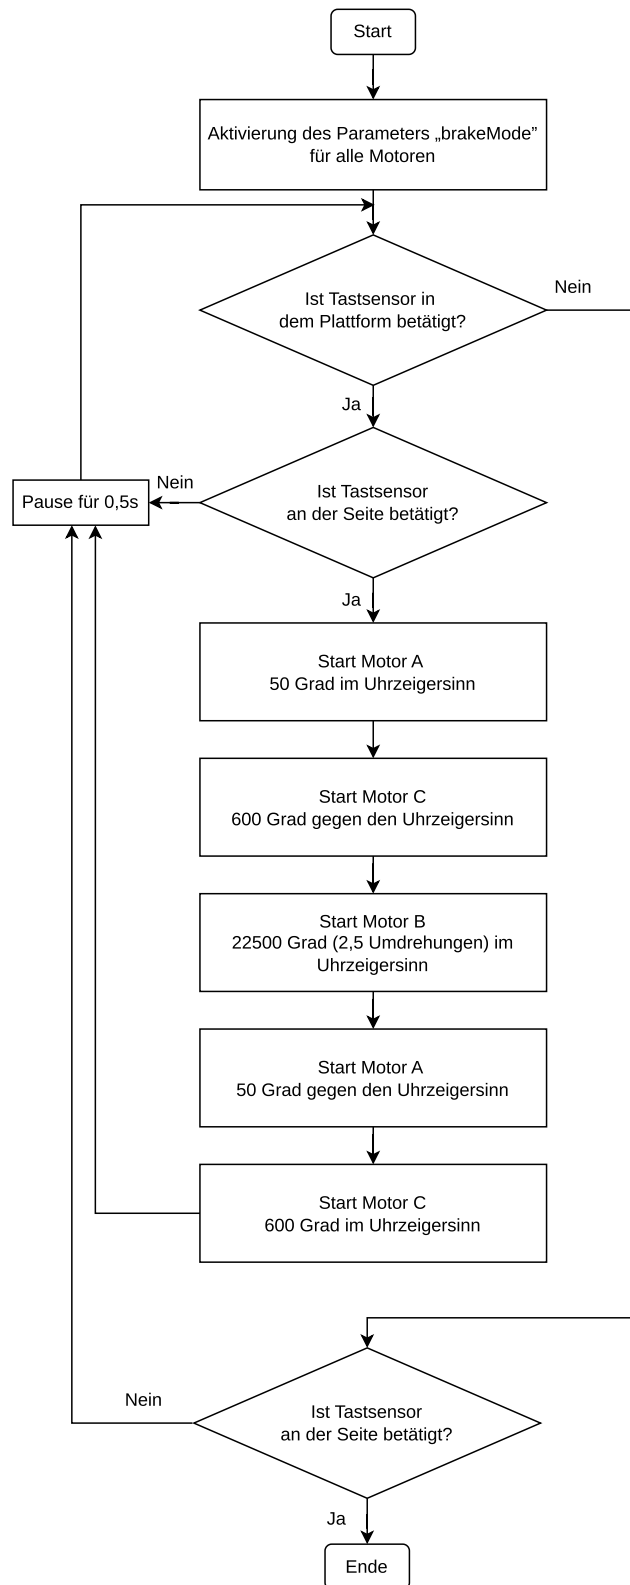 Start
Aktivierung des Parameters „brakeMode”
für alle Motoren
Ist Tastsensor in
dem Plattform betätigt?
Nein
Ja
Ist Tastsensor
an der Seite betätigt?
Nein
Pause für 0,5s
Ja
Start Motor A
50 Grad im Uhrzeigersinn
Start Motor C
600 Grad gegen den Uhrzeigersinn
Start Motor B
22500 Grad (2,5 Umdrehungen) im
Uhrzeigersinn
Start Motor A
50 Grad gegen den Uhrzeigersinn
Start Motor C
600 Grad im Uhrzeigersinn
Nein
Ist Tastsensor
an der Seite betätigt?
Ja
Ende